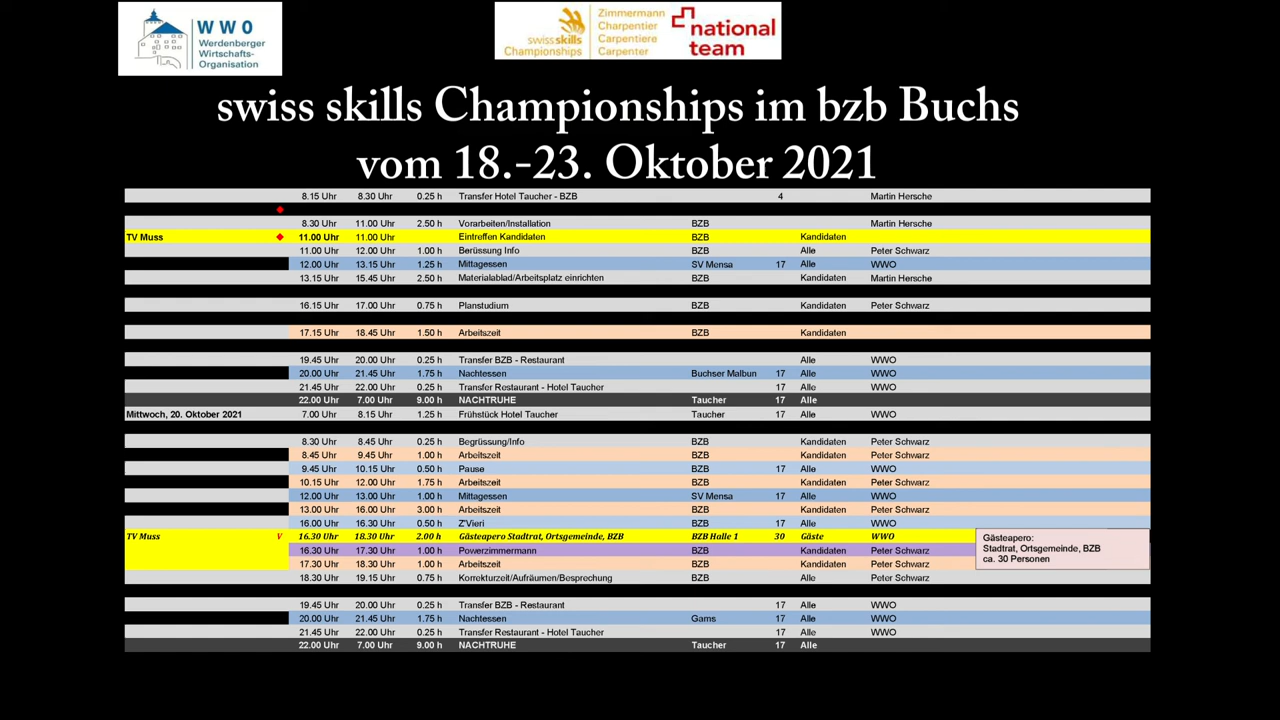 WWO
Werdenberger
Wirtschafts-
Organisation
swissskills
Championships
Zimmermann
Charpentier
Carpentiere
Carpenter
national
team
swiss skills Championships im bzb Buchs
vom 18.-23. Oktober 2021
8.15 Uhr 8.30 Uhr 0.25 h Transfer Hotel Taucher - BZB 4 Martin Hersche
8.30 Uhr 11.00 Uhr 2.50 h Vorarbeiten/Installation BZB Martin Hersche
TV Muss 11.00 Uhr 11.00 Uhr Eintreffen Kandidaten BZB Kandidaten
11.00 Uhr 12.00 Uhr 1.00 h Berüssung Info BZB Alle Peter Schwarz
12.00 Uhr 13.15 Uhr 1.25 h Mittagessen SV Mensa 17 Alle WWO
13.15 Uhr 15.45 Uhr 2.50 h Materialablad/Arbeitsplatz einrichten BZB Kandidaten Martin Hersche
16.15 Uhr 17.00 Uhr 0.75 h Planstudium BZB Kandidaten Peter Schwarz
17.15 Uhr 18.45 Uhr 1.50 h Arbeitszeit BZB Kandidaten
19.45 Uhr 20.00 Uhr 0.25 h Transfer BZB - Restaurant Alle WWO
20.00 Uhr 21.45 Uhr 1.75 h Nachtessen Buchser Malbun 17 Alle WWO
21.45 Uhr 22.00 Uhr 0.25 h Transfer Restaurant - Hotel Taucher 17 Alle WWO
22.00 Uhr 7.00 Uhr 9.00 h NACHTRUHE Taucher 17 Alle
Mittwoch, 20. Oktober 2021 7.00 Uhr 8.15 Uhr 1.25 h Frühstück Hotel Taucher Taucher 17 Alle WWO
8.30 Uhr 8.45 Uhr 0.25 h Begrüssung/Info BZB Kandidaten Peter Schwarz
8.45 Uhr 9.45 Uhr 1.00 h Arbeitszeit BZB Kandidaten Peter Schwarz
9.45 Uhr 10.15 Uhr 0.50 h Pause BZB 17 Alle WWO
10.15 Uhr 12.00 Uhr 1.75 h Arbeitszeit BZB Kandidaten Peter Schwarz
12.00 Uhr 13.00 Uhr 1.00 h Mittagessen SV Mensa 17 Alle WWO
13.00 Uhr 16.00 Uhr 3.00 h Arbeitszeit BZB Kandidaten Peter Schwarz
16.00 Uhr 16.30 Uhr 0.50 h Z'Vieri BZB 17 Alle WWO
TV Muss V 16.30 Uhr 18.30 Uhr 2.00 h Gästeapero Stadtrat, Ortsgemeinde, BZB BZB Halle 1 30 Gäste WWO
Gästeapero:
Stadtrat, Ortsgemeinde, BZB
ca. 30 Personen
16.30 Uhr 17.30 Uhr 1.00 h Powerzimmermann BZB Kandidaten Peter Schwarz
17.30 Uhr 18.30 Uhr 1.00 h Arbeitszeit BZB Kandidaten Peter Schwarz
18.30 Uhr 19.15 Uhr 0.75 h Korrekturzeit/Aufräumen/Besprechung BZB Alle Peter Schwarz
19.45 Uhr 20.00 Uhr 0.25 h Transfer BZB - Restaurant 17 Alle WWO
20.00 Uhr 21.45 Uhr 1.75 h Nachtessen Gams 17 Alle WWO
21.45 Uhr 22.00 Uhr 0.25 h Transfer Restaurant - Hotel Taucher 17 Alle WWO
22.00 Uhr 7.00 Uhr 9.00 h NACHTRUHE Taucher 17 Alle